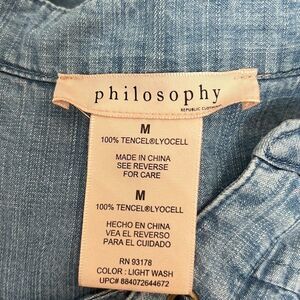 philosophy
REPUBLIC CLOTHING
M
100% TENCEL®LYOCELL
MADE IN CHINA
SEE REVERSE
FOR CARE
M
100% TENCEL®LYOCELL
HECHO EN CHINA
VEA EL REVERSO
PARA EL CUIDADO
RN 93178
COLOR : LIGHT WASH
UPC# 884072644672